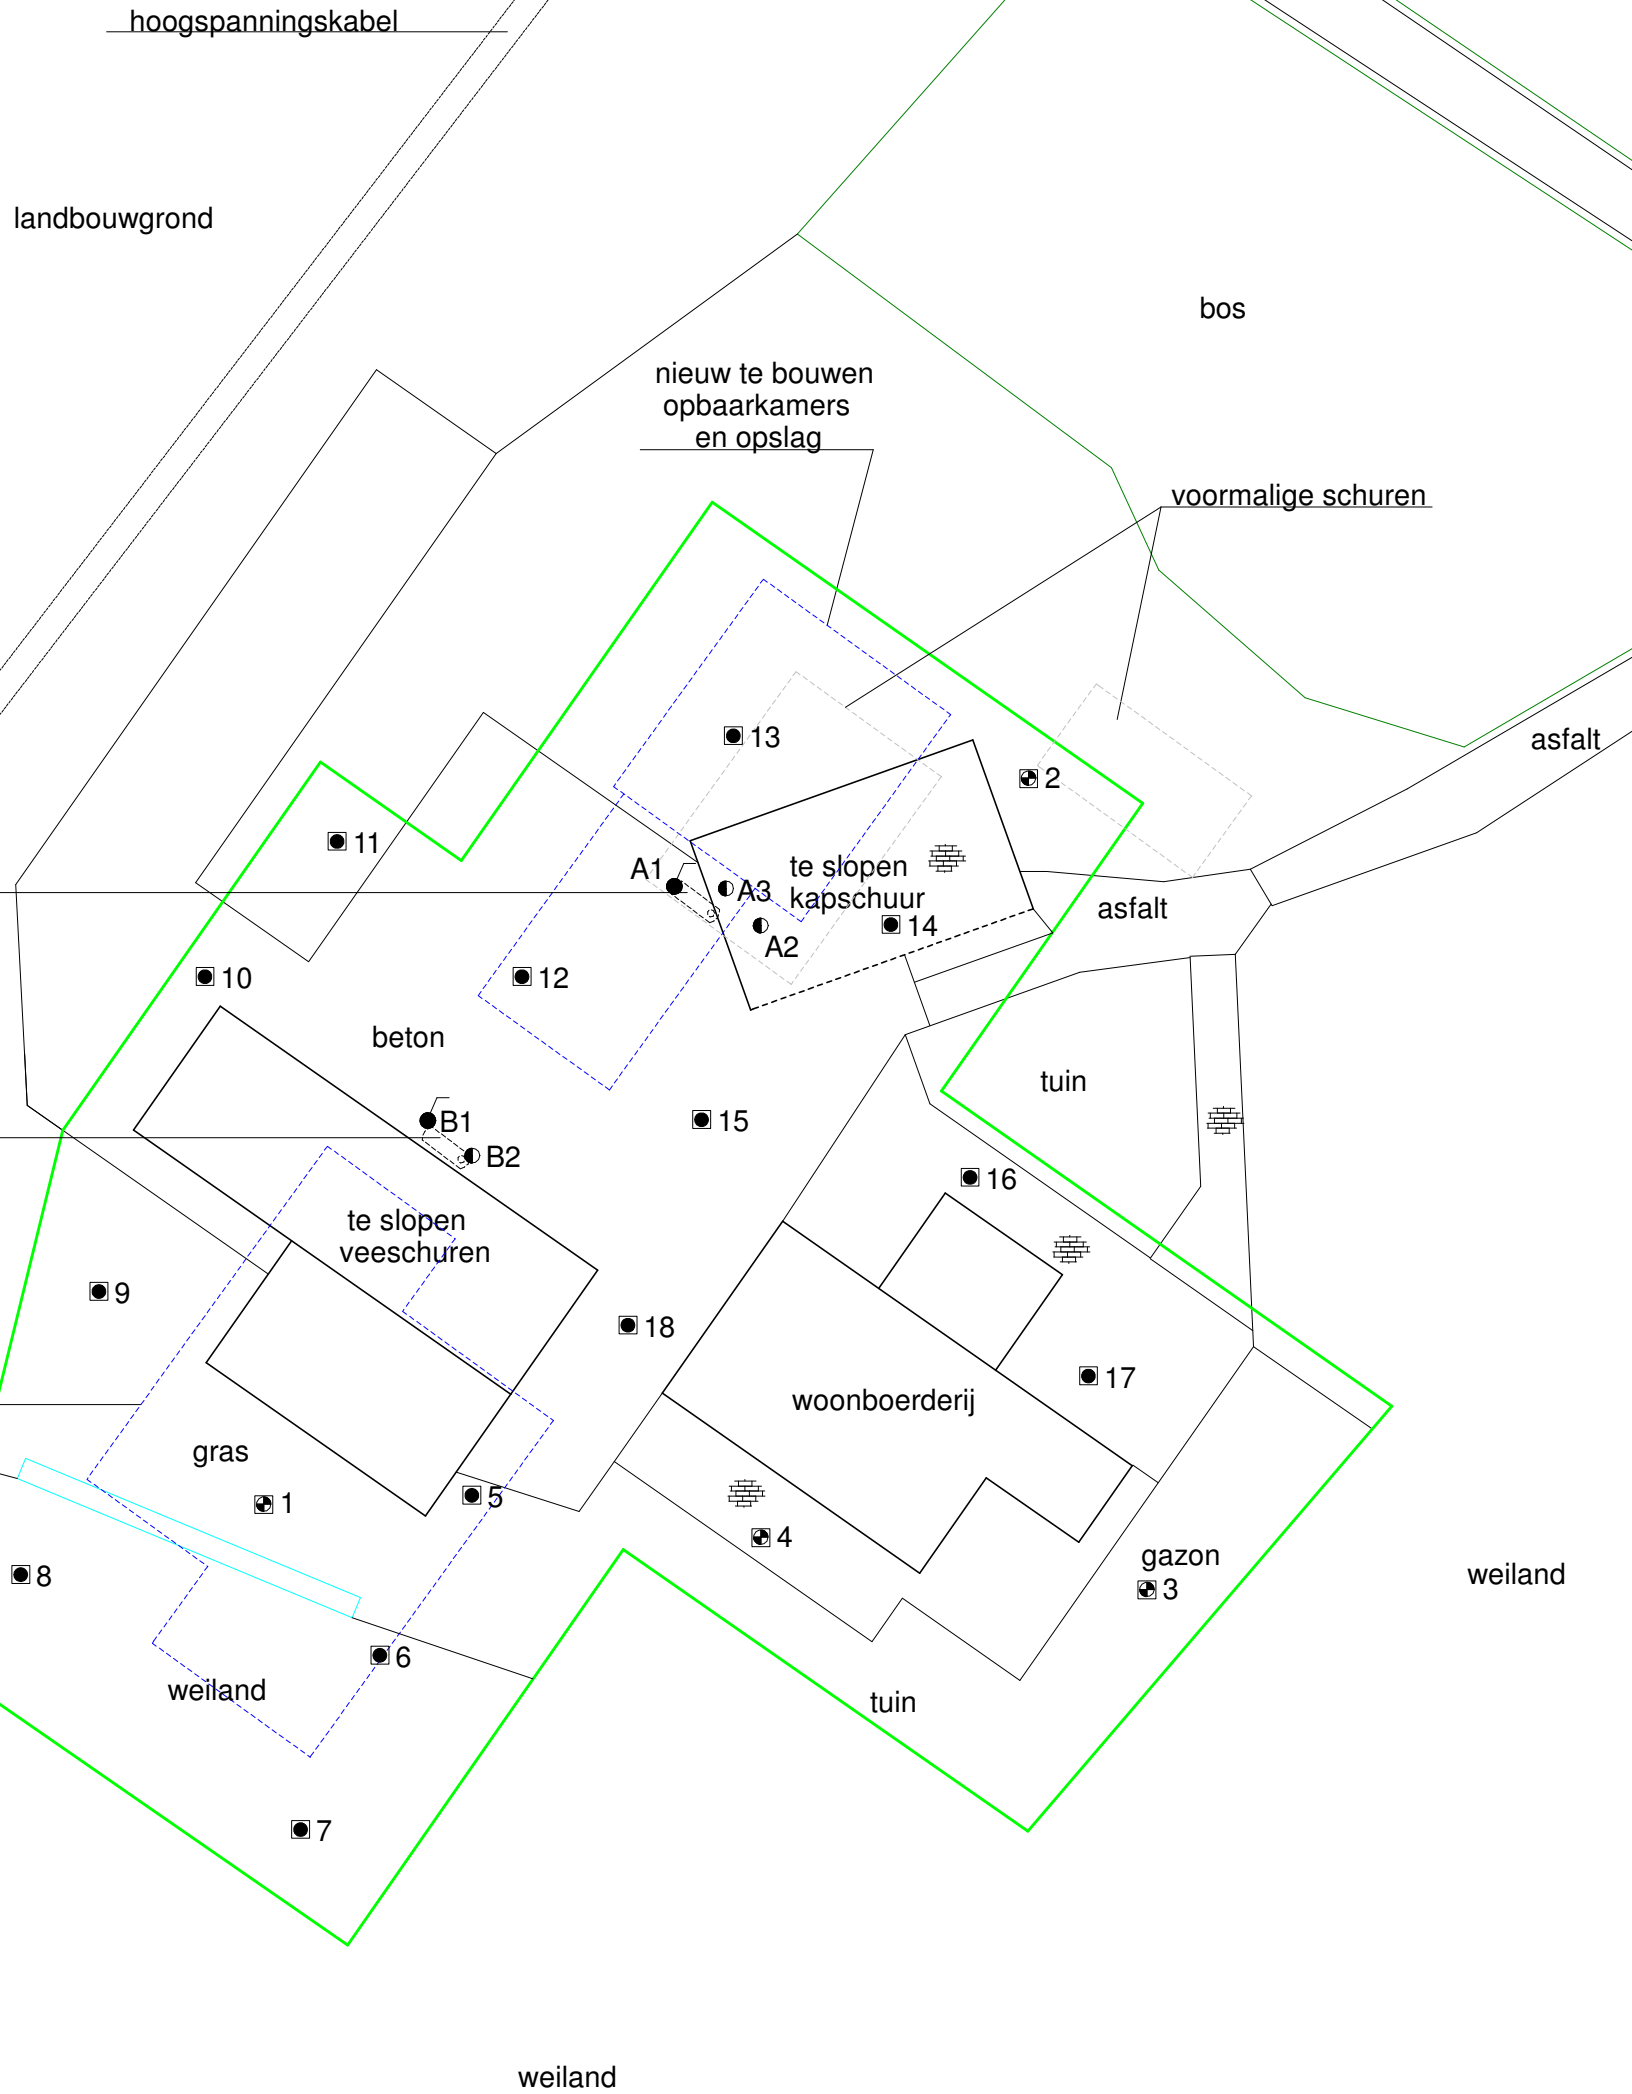 hoogspanningskabel
landbouwgrond
bos
nieuw te bouwen
opbaarkamers
en opslag
voormalige schuren
asfalt
13
2
11
A1
A3
te slopen
kapschuur
14
A2
asfalt
10
12
beton
tuin
B1
B2
15
16
te slopen
veeschuren
9
18
17
woonboerderij
gras
1
5
4
gazon
3
weiland
8
6
weiland
tuin
7
weiland